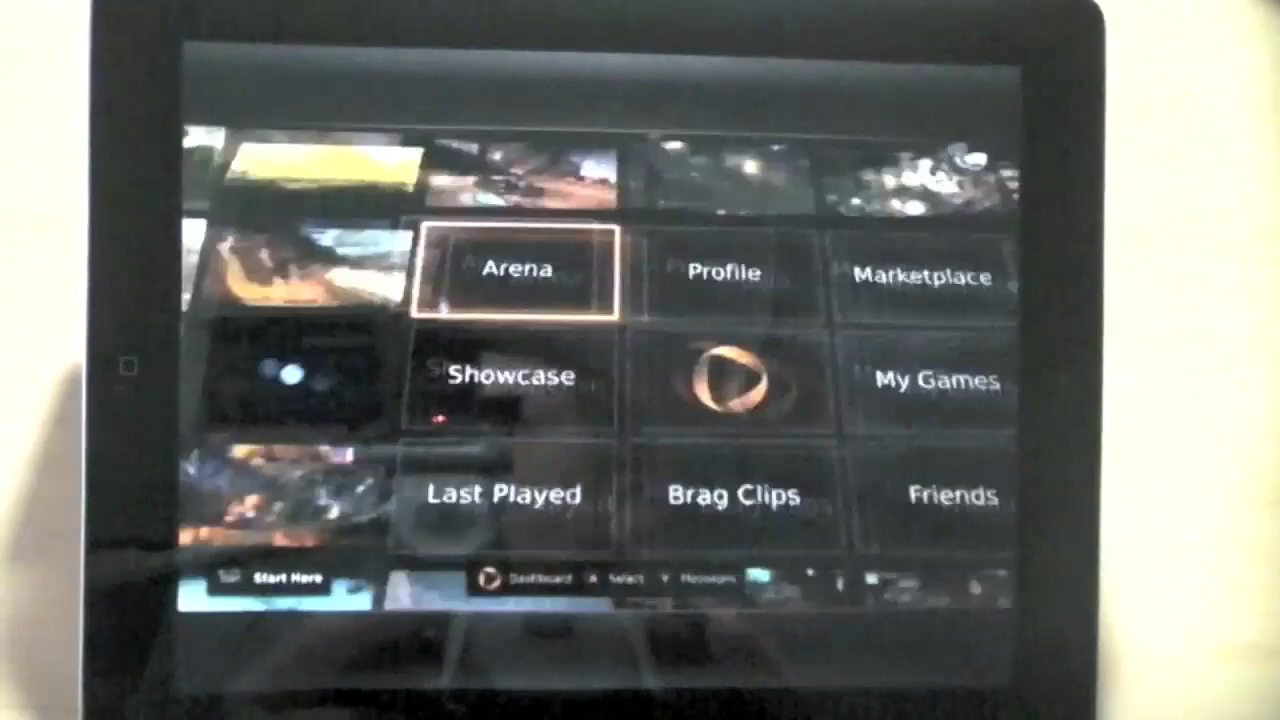 Arena Profile Marketplace
Showcase My Games
Last Played Brag Clips Friends
Start Here Dashboard A Select Y Messages